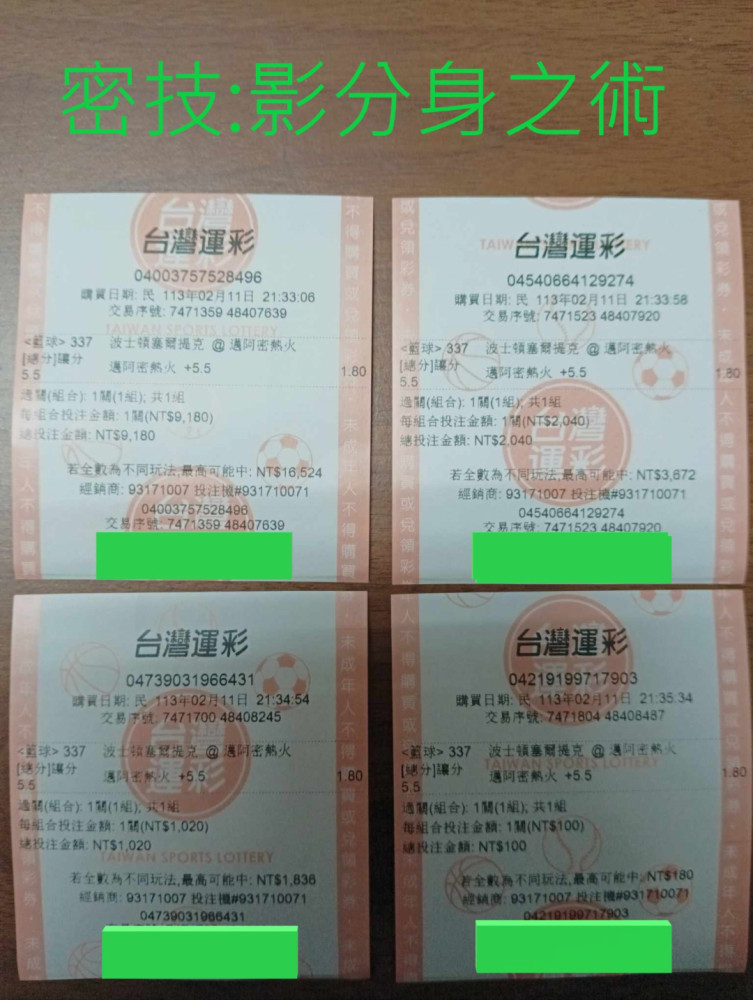 密技:影分身之術
台灣運彩
04003757528496
購買日期: 民 113年02月11日 21:33:06
交易序號: 7471359 48407639
TAIWAN SPORTS LOTTERY
<籃球> 337 波士頓塞爾提克 @ 邁阿密熱火
[總分]讓分
邁阿密熱火 +5.5 1.80
5.5
過關(組合): 1關(1組); 共1組
每組合投注金額: 1關(NT$9,180)
總投注金額: NT$9,180
若全數為不同玩法,最高可能中: NT$16,524
經銷商: 93171007 投注機#931710071
04003757528496
交易序號: 7471359 48407639
台灣運彩
04540664129274
購買日期: 民 113年02月11日 21:33:58
交易序號: 7471523 48407920
<籃球> 337 波士頓塞爾提克 @ 邁阿密熱火
[總分]讓分
邁阿密熱火 +5.5 1.80
5.5
過關(組合): 1關(1組); 共1組
每組合投注金額: 1關(NT$2,040)
總投注金額: NT$2,040
若全數為不同玩法,最高可能中: NT$3,672
經銷商: 93171007 投注機#931710071
04540664129274
交易序號: 7471523 48407920
台灣運彩
04739031966431
購買日期: 民 113年02月11日 21:34:54
交易序號: 7471700 48408245
<籃球> 337 波士頓塞爾提克 @ 邁阿密熱火
[總分]讓分
邁阿密熱火 +5.5 1.80
5.5
過關(組合): 1關(1組); 共1組
每組合投注金額: 1關(NT$1,020)
總投注金額: NT$1,020
TAIWAN SPORTS LOTTERY
若全數為不同玩法,最高可能中: NT$1,836
經銷商: 93171007 投注機#931710071
04739031966431
台灣運彩
04219199717903
購買日期: 民 113年02月11日 21:35:34
交易序號: 7471804 48408487
<籃球> 337 波士頓塞爾提克 @ 邁阿密熱火
[總分]讓分
TAIWAN SPORTS LOTTERY
邁阿密熱火 +5.5 1.80
5.5
過關(組合): 1關(1組); 共1組
每組合投注金額: 1關(NT$100)
總投注金額: NT$100
若全數為不同玩法,最高可能中: NT$180
經銷商: 93171007 投注機#931710071
04219199717903